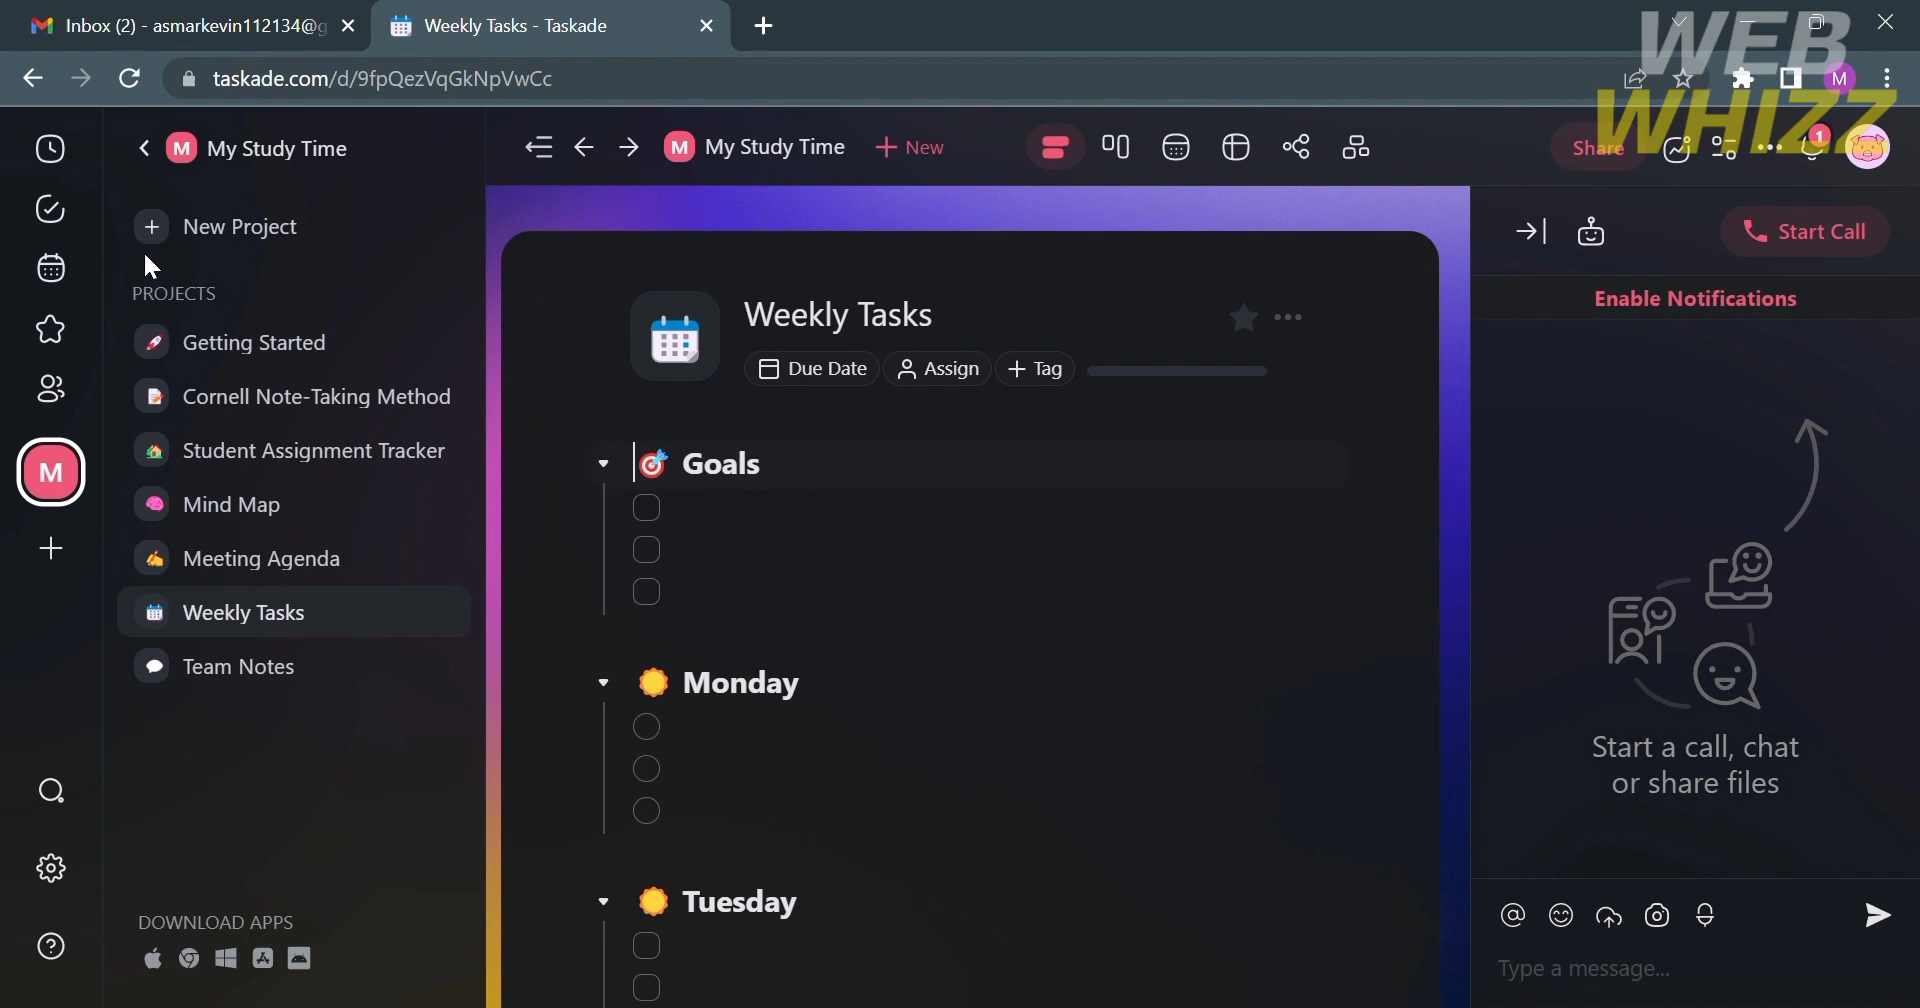 Inbox (2) - asmarkevin112134@g
Weekly Tasks - Taskade
WEB
WHIZZ
taskade.com/d/9fpQezVqGkNpVwCc
M
M My Study Time
M My Study Time
+ New
Share
1
+ New Project
PROJECTS
Getting Started
Cornell Note-Taking Method
Student Assignment Tracker
Mind Map
Meeting Agenda
Weekly Tasks
Team Notes
M
DOWNLOAD APPS
Weekly Tasks
Due Date
Assign
+ Tag
Goals
Monday
Tuesday
Start Call
Enable Notifications
Start a call, chat
or share files
Type a message...